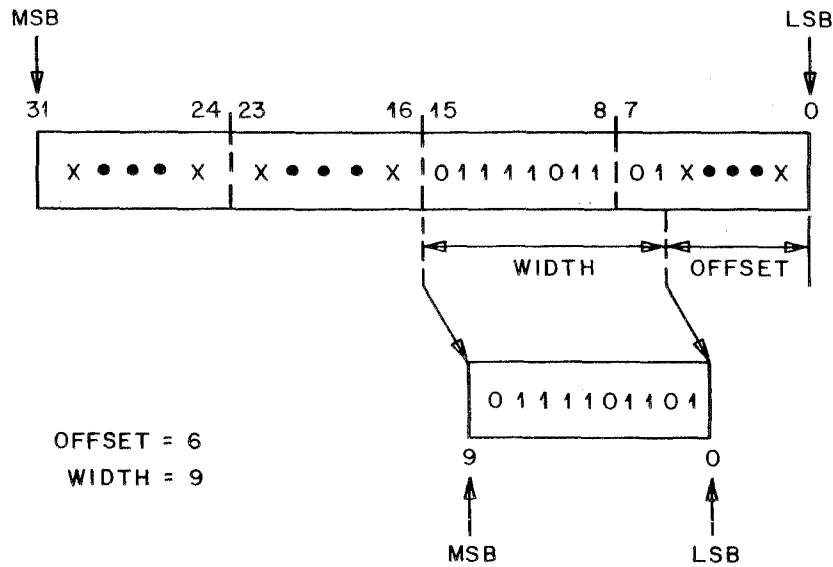 MSB LSB
31 24 23 16 15 8 7 0
X ● ● ● X X ● ● ● X 0 1 1 1 1 0 1 1 0 1 X ● ● ● X
WIDTH OFFSET
0 1 1 1 1 0 1 1 0 1
OFFSET = 6
9 0
WIDTH = 9
MSB LSB